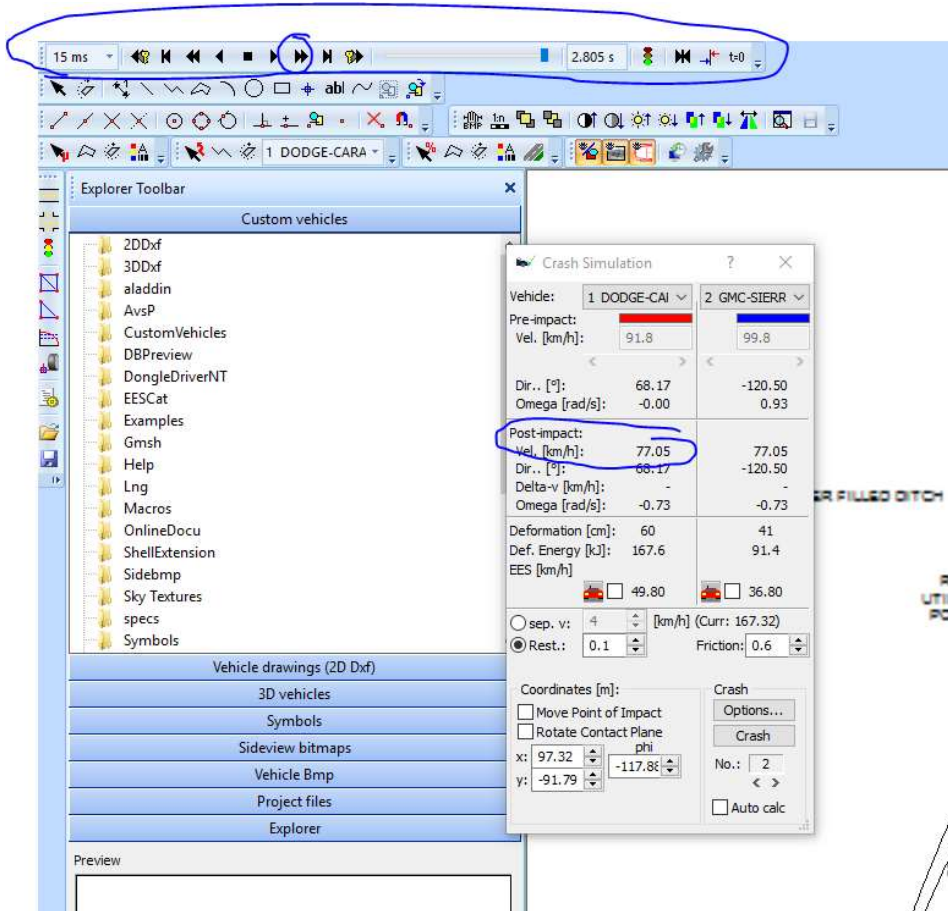 15 ms
2.805 s
t=0
abl
1:n
1 DODGE-CARA
Explorer Toolbar
Custom vehicles
2DDxf
3DDxf
aladdin
AvsP
CustomVehicles
DBPreview
DongleDriverNT
EESCat
Examples
Gmsh
Help
Lng
Macros
OnlineDocu
ShellExtension
Sidebmp
Sky Textures
specs
Symbols
Vehicle drawings (2D Dxf)
3D vehicles
Symbols
Sideview bitmaps
Vehicle Bmp
Project files
Explorer
Preview
Crash Simulation ? ×
Vehicle: 1 DODGE-CAI 2 GMC-SIERR
Pre-impact:
Vel. [km/h]: 91.8 99.8
Dir.. [°]: 68.17 -120.50
Omega [rad/s]: -0.00 0.93
Post-impact:
Vel. [km/h]: 77.05 77.05
Dir.. [°]: 68.17 -120.50
Delta-v [km/h]: - -
Omega [rad/s]: -0.73 -0.73
Deformation [cm]: 60 41
Def. Energy [kJ]: 167.6 91.4
EES [km/h]
49.80 36.80
sep. v: 4 [km/h] (Curr: 167.32)
Rest.: 0.1 Friction: 0.6
Coordinates [m]:
Move Point of Impact
Rotate Contact Plane
phi
x: 97.32 -117.88
y: -91.79
Crash
Options...
Crash
No.: 2
Auto calc
FILLED DITCH